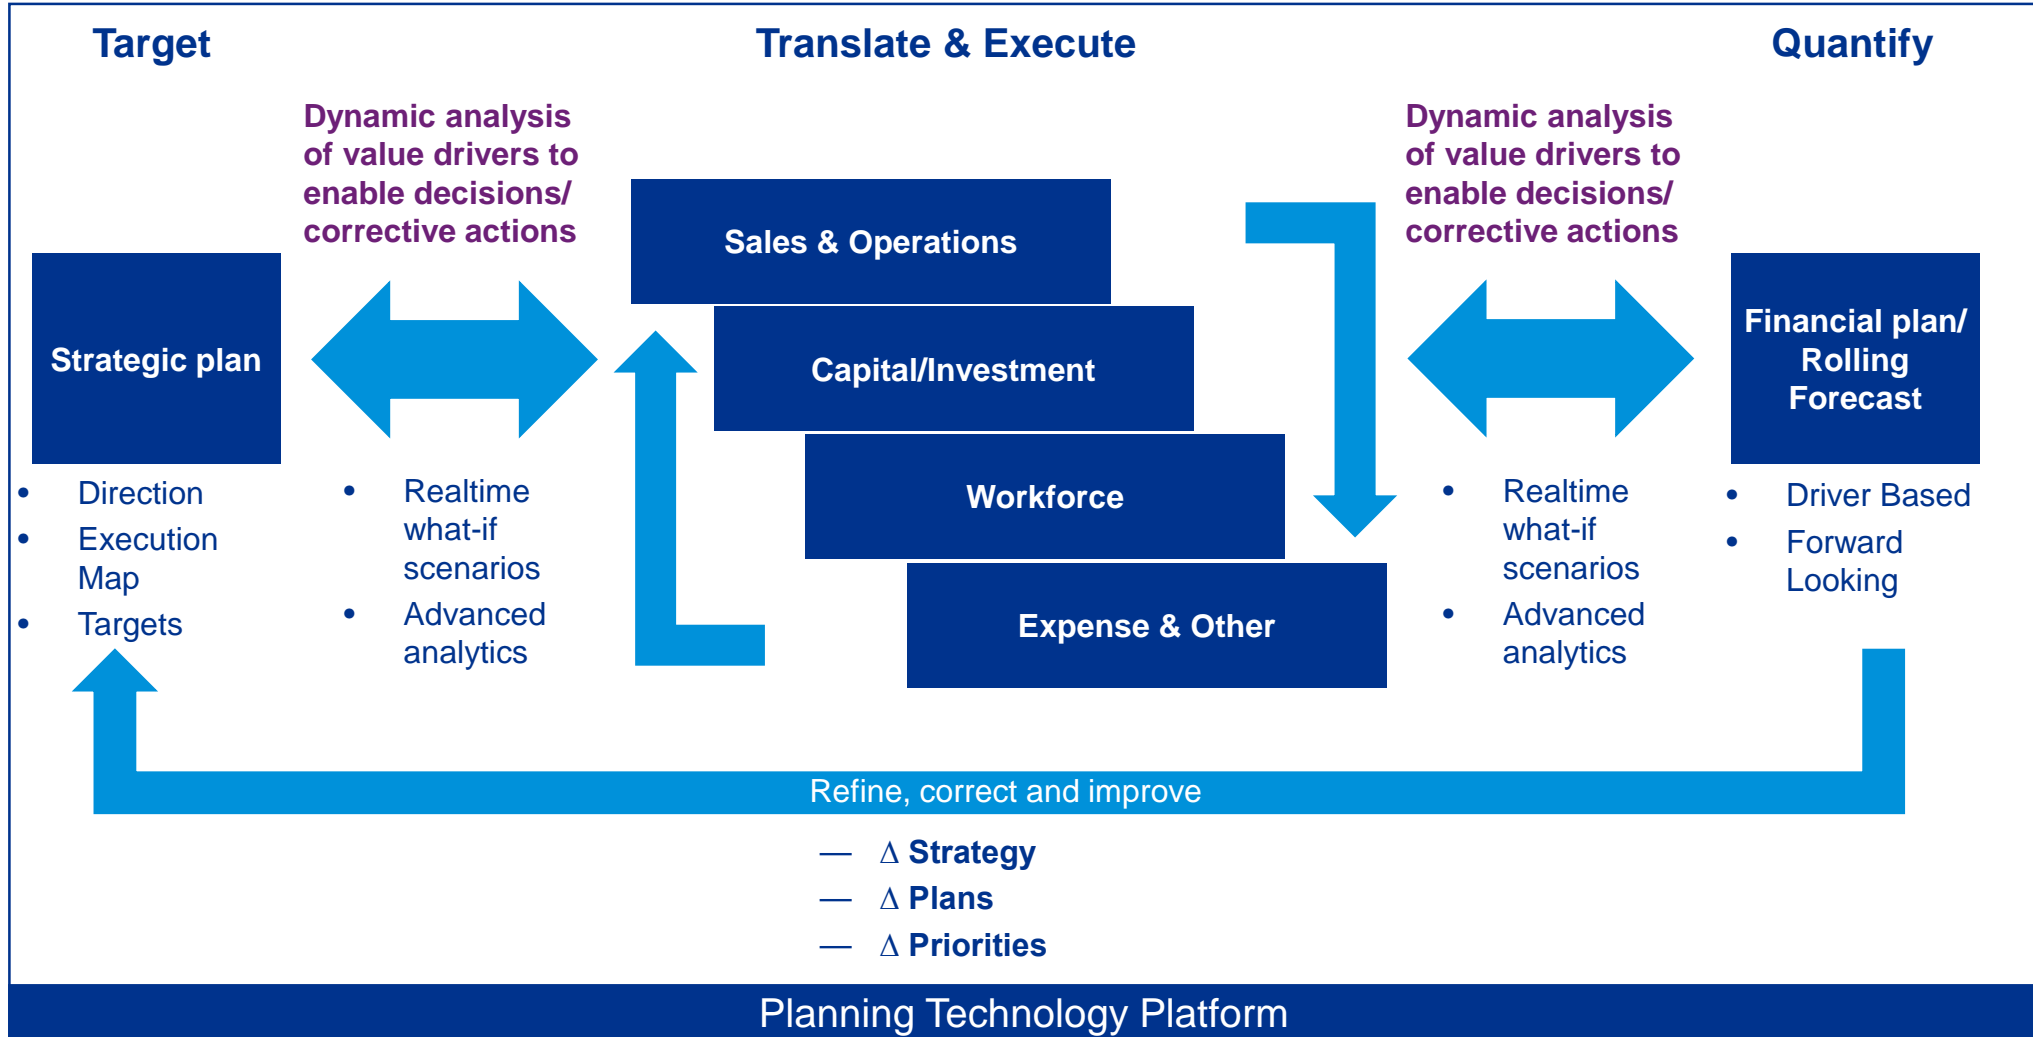 Target
Translate & Execute
Quantify
Dynamic analysis
of value drivers to
enable decisions/
corrective actions
Dynamic analysis
of value drivers to
enable decisions/
corrective actions
Strategic plan
Sales & Operations
Capital/Investment
Workforce
Expense & Other
Financial plan/
Rolling
Forecast
• Direction
• Execution
Map
• Targets
• Realtime
what-if
scenarios
• Advanced
analytics
• Realtime
what-if
scenarios
• Advanced
analytics
• Driver Based
• Forward
Looking
Refine, correct and improve
— Δ Strategy
— Δ Plans
— Δ Priorities
Planning Technology Platform